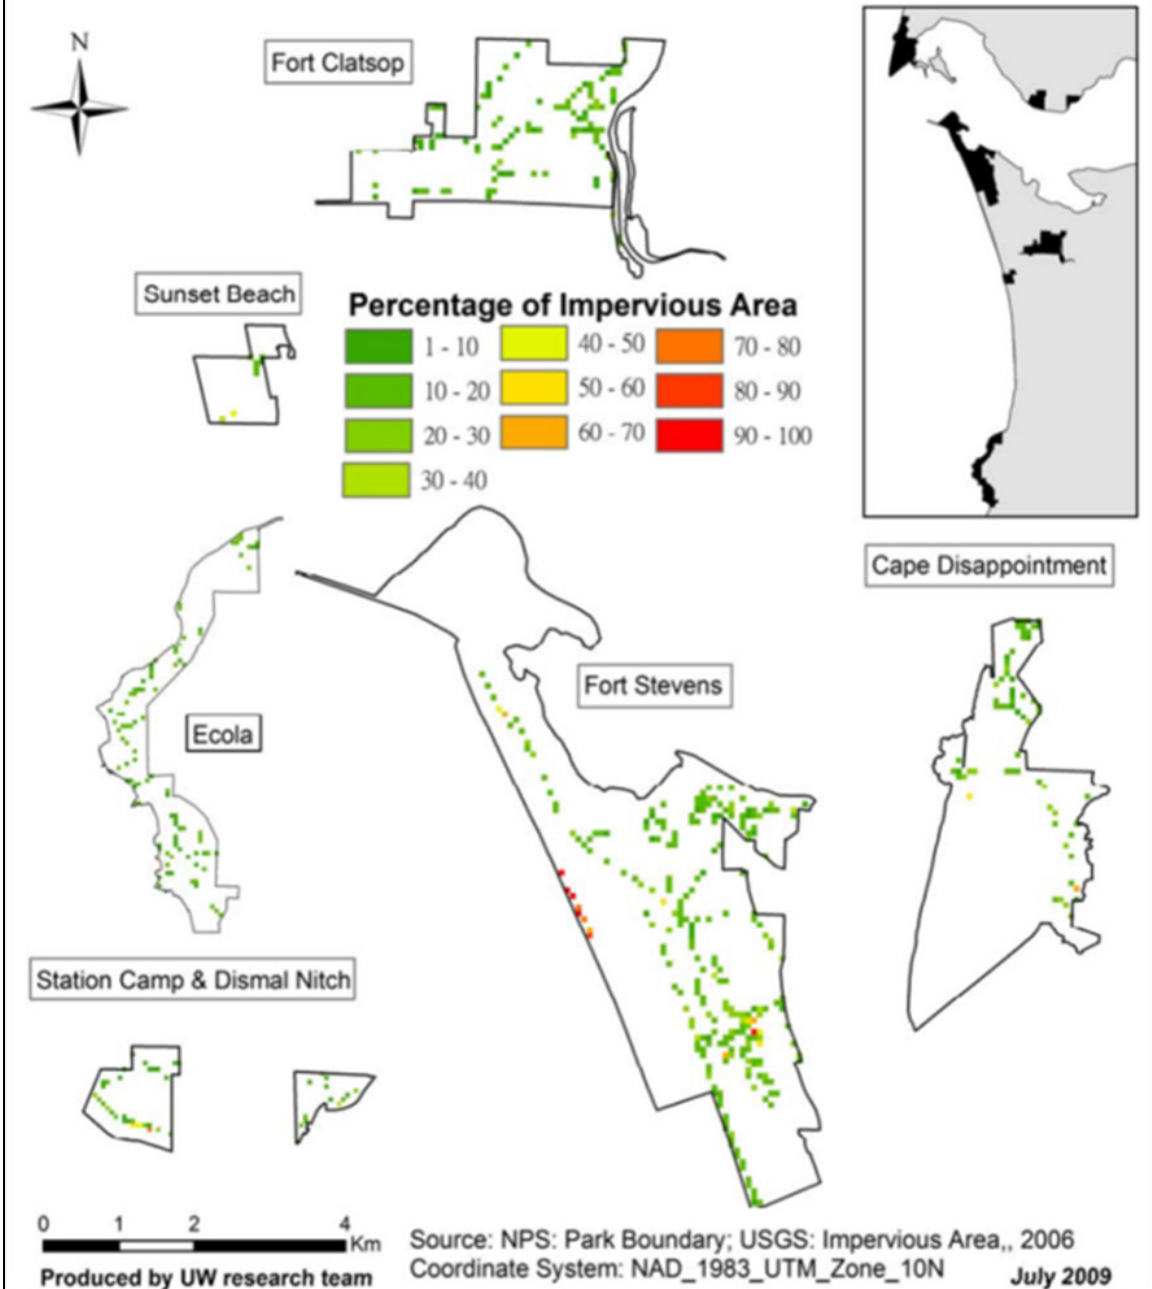 N
Fort Clatsop
Sunset Beach
Percentage of Impervious Area
1 - 10
40 - 50
70 - 80
10 - 20
50 - 60
80 - 90
20 - 30
60 - 70
90 - 100
30 - 40
Cape Disappointment
Fort Stevens
Ecola
Station Camp & Dismal Nitch
0 1 2 4
Km
Produced by UW research team
Source: NPS: Park Boundary; USGS: Impervious Area,, 2006
Coordinate System: NAD_1983_UTM_Zone_10N
July 2009